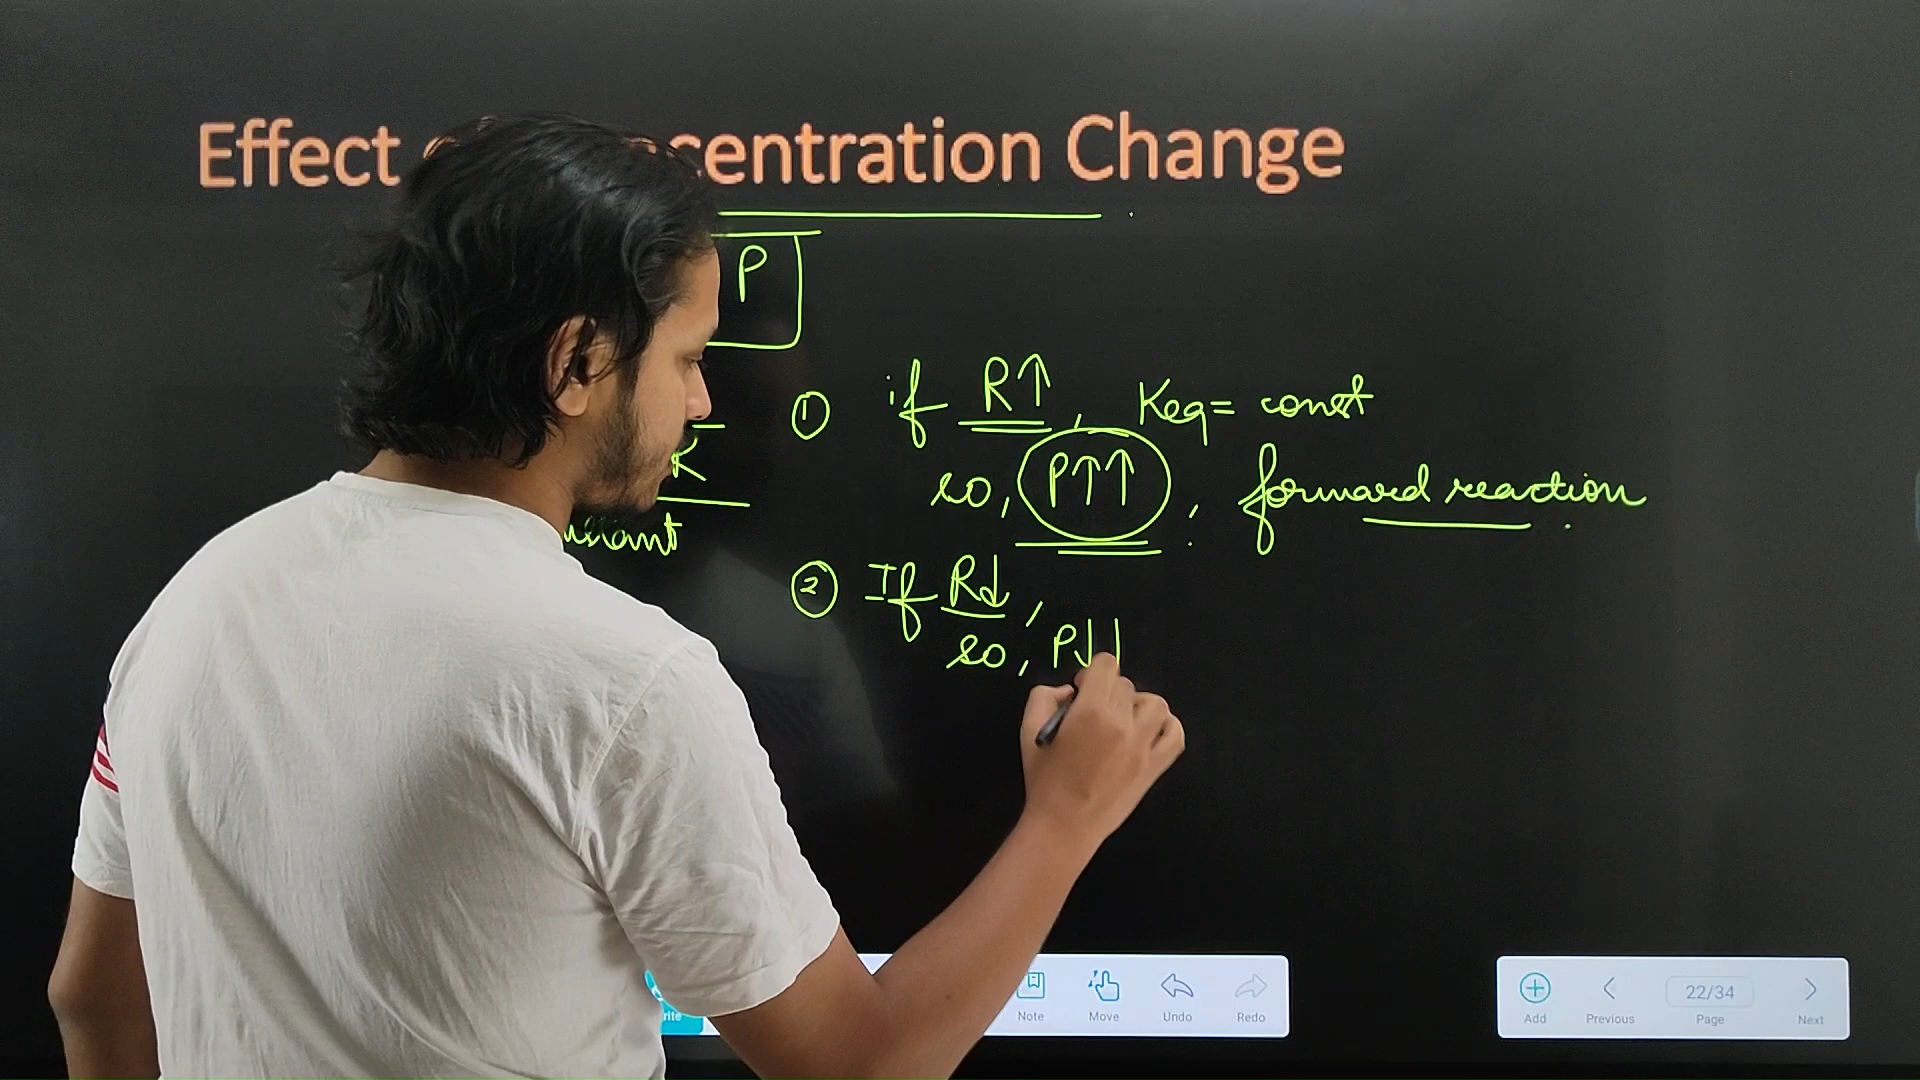 Effect centration Change
P
① if R↑, Keq = const
R
so, P↑↑, forward reaction
② If R↓,
so, P↓↓
Note Move Undo Redo
22/34
Add Previous Page Next